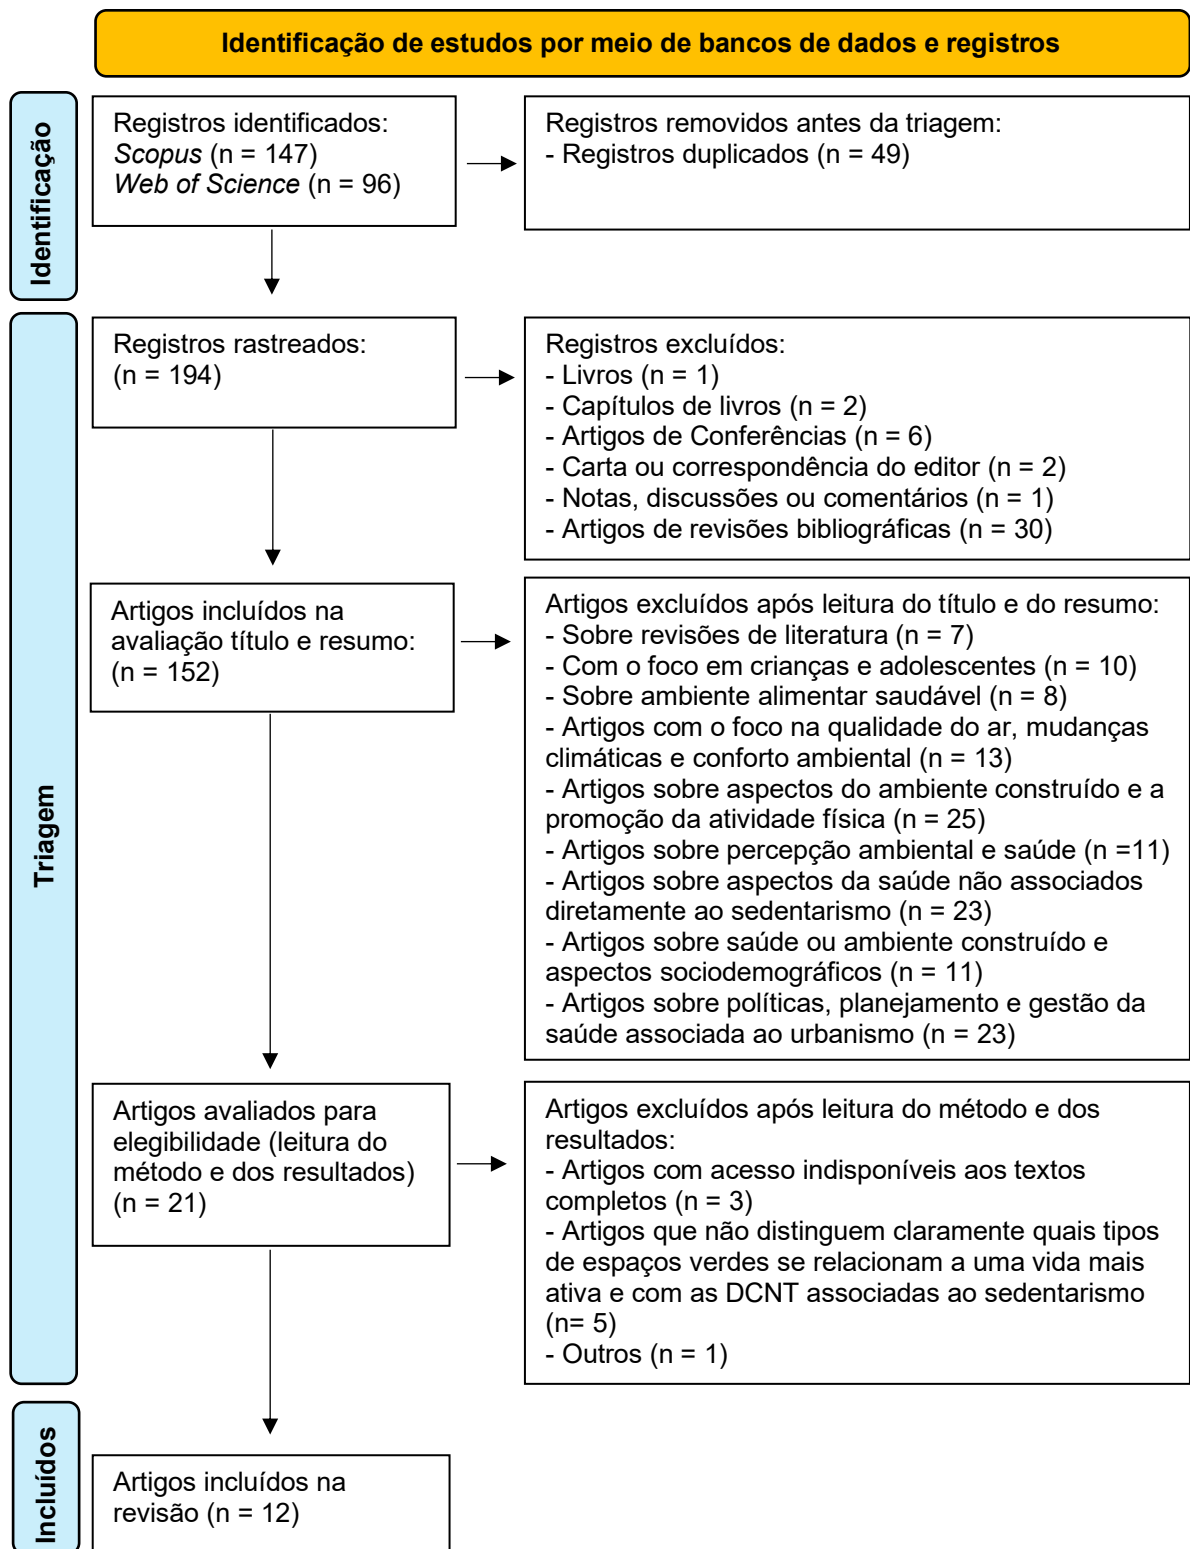 Identificação de estudos por meio de bancos de dados e registros
Identificação
Registros identificados:
Scopus (n = 147)
Web of Science (n = 96)
Registros removidos antes da triagem:
- Registros duplicados (n = 49)
Triagem
Registros rastreados:
(n = 194)
Registros excluídos:
- Livros (n = 1)
- Capítulos de livros (n = 2)
- Artigos de Conferências (n = 6)
- Carta ou correspondência do editor (n = 2)
- Notas, discussões ou comentários (n = 1)
- Artigos de revisões bibliográficas (n = 30)
Artigos incluídos na
avaliação título e resumo:
(n = 152)
Artigos excluídos após leitura do título e do resumo:
- Sobre revisões de literatura (n = 7)
- Com o foco em crianças e adolescentes (n = 10)
- Sobre ambiente alimentar saudável (n = 8)
- Artigos com o foco na qualidade do ar, mudanças
climáticas e conforto ambiental (n = 13)
- Artigos sobre aspectos do ambiente construído e a
promoção da atividade física (n = 25)
- Artigos sobre percepção ambiental e saúde (n =11)
- Artigos sobre aspectos da saúde não associados
diretamente ao sedentarismo (n = 23)
- Artigos sobre saúde ou ambiente construído e
aspectos sociodemográficos (n = 11)
- Artigos sobre políticas, planejamento e gestão da
saúde associada ao urbanismo (n = 23)
Artigos avaliados para
elegibilidade (leitura do
método e dos resultados)
(n = 21)
Artigos excluídos após leitura do método e dos
resultados:
- Artigos com acesso indisponíveis aos textos
completos (n = 3)
- Artigos que não distinguem claramente quais tipos
de espaços verdes se relacionam a uma vida mais
ativa e com as DCNT associadas ao sedentarismo
(n= 5)
- Outros (n = 1)
Incluídos
Artigos incluídos na
revisão (n = 12)